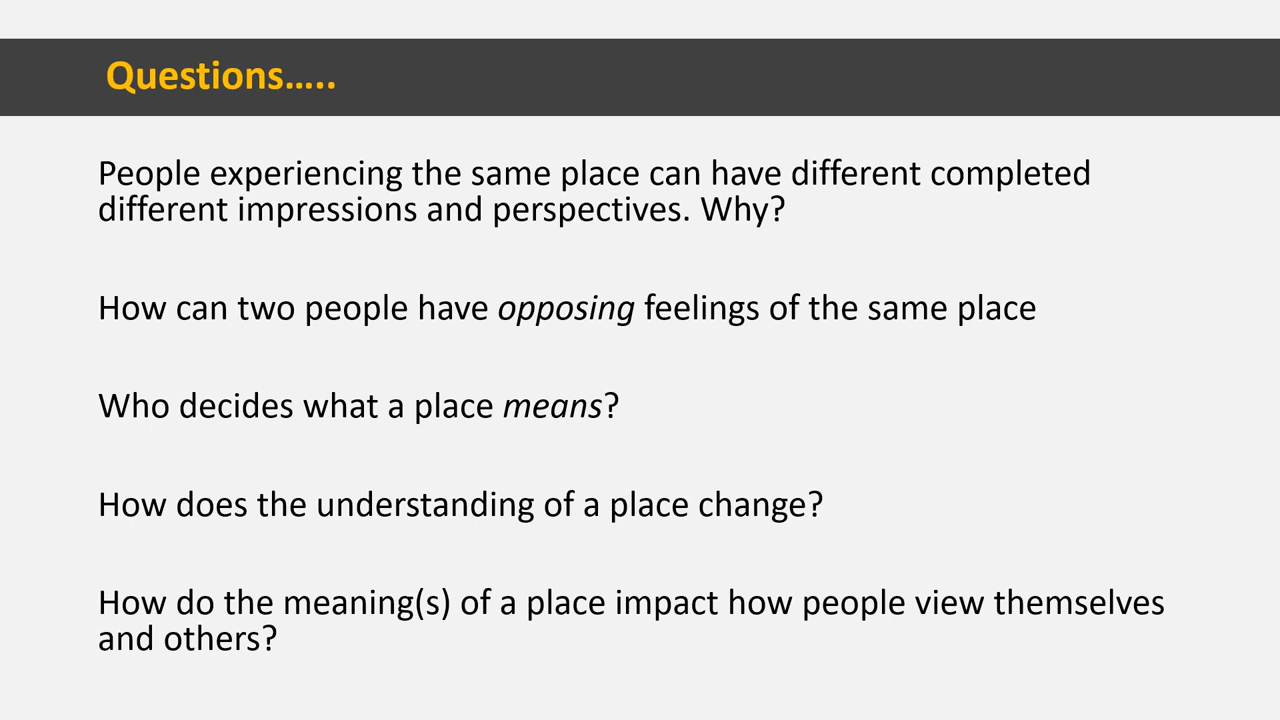 Questions…..
People experiencing the same place can have different completed
different impressions and perspectives. Why?
How can two people have opposing feelings of the same place
Who decides what a place means?
How does the understanding of a place change?
How do the meaning(s) of a place impact how people view themselves
and others?